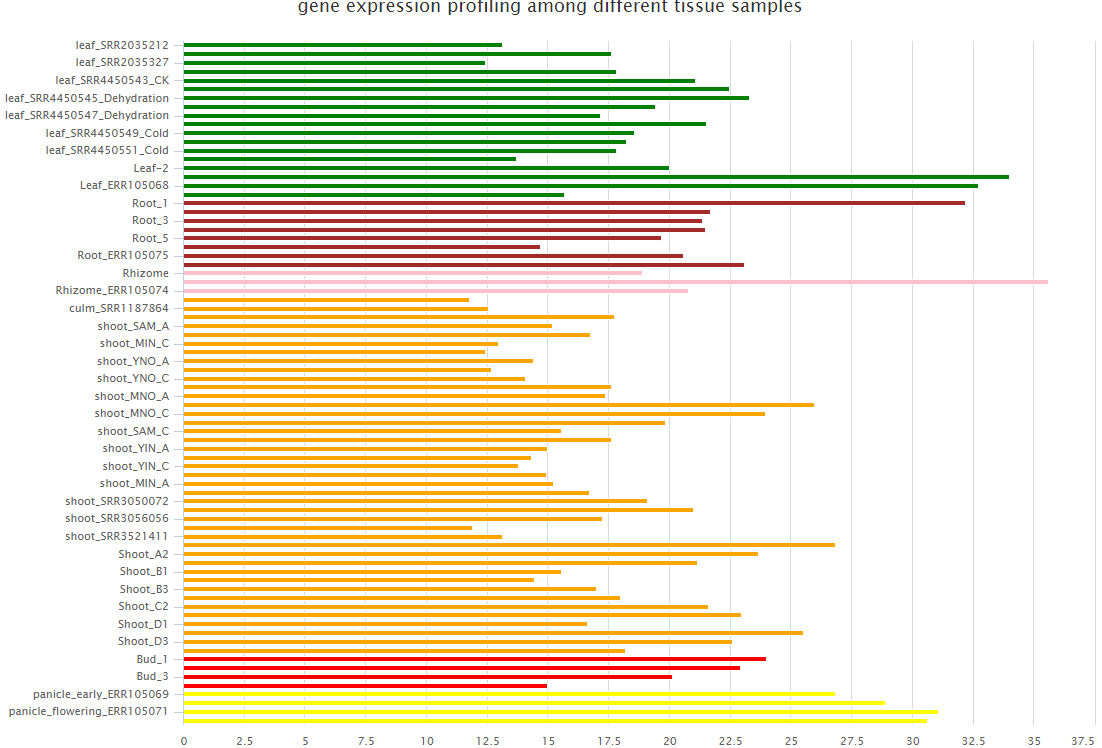 gene expression profiling among different tissue samples
leaf_SRR2035212
leaf_SRR2035327
leaf_SRR4450543_CK
leaf_SRR4450545_Dehydration
leaf_SRR4450547_Dehydration
leaf_SRR4450549_Cold
leaf_SRR4450551_Cold
Leaf-2
Leaf_ERR105068
Root_1
Root_3
Root_5
Root_ERR105075
Rhizome
Rhizome_ERR105074
culm_SRR1187864
shoot_SAM_A
shoot_MIN_C
shoot_YNO_A
shoot_YNO_C
shoot_MNO_A
shoot_MNO_C
shoot_SAM_C
shoot_YIN_A
shoot_YIN_C
shoot_MIN_A
shoot_SRR3050072
shoot_SRR3056056
shoot_SRR3521411
Shoot_A2
Shoot_B1
Shoot_B3
Shoot_C2
Shoot_D1
Shoot_D3
Bud_1
Bud_3
panicle_early_ERR105069
panicle_flowering_ERR105071
0 2.5 5 7.5 10 12.5 15 17.5 20 22.5 25 27.5 30 32.5 35 37.5